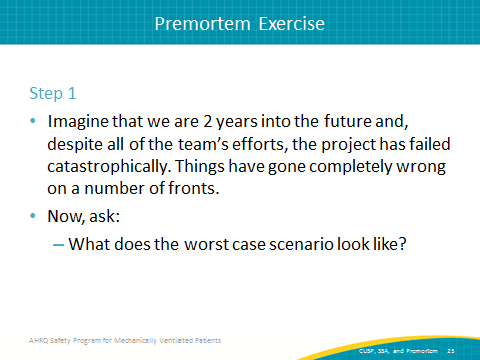 Premortem Exercise
Step 1
• Imagine that we are 2 years into the future and,
despite all of the team’s efforts, the project has failed
catastrophically. Things have gone completely wrong
on a number of fronts.
• Now, ask:
– What does the worst case scenario look like?
AHRQ Safety Program for Mechanically Ventilated Patients
CUSP, SSA, and Premortem 25